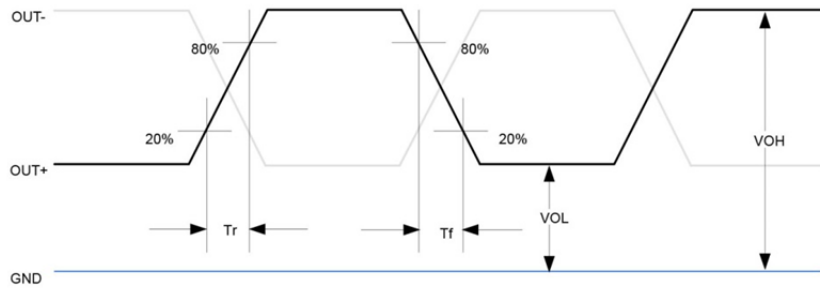 OUT-
80%
80%
20%
20%
VOH
OUT+
VOL
Tr
Tf
GND